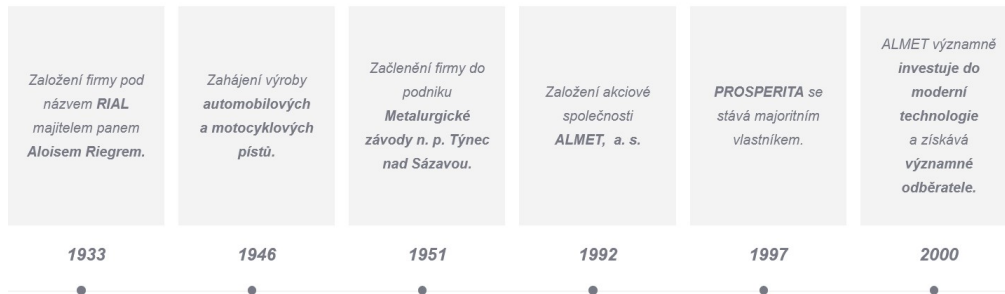 Založení firmy pod
názvem RIAL
majitelem panem
Aloisem Riegrem.
Zahájení výroby
automobilových
a motocyklových
pístů.
Začlenění firmy do
podniku
Metalurgické
závody n. p. Týnec
nad Sázavou.
Založení akciové
společnosti
ALMET, a. s.
PROSPERITA se
stává majoritním
vlastníkem.
ALMET významně
investuje do
moderní
technologie
a získává
významné
odběratele.
1933
1946
1951
1992
1997
2000